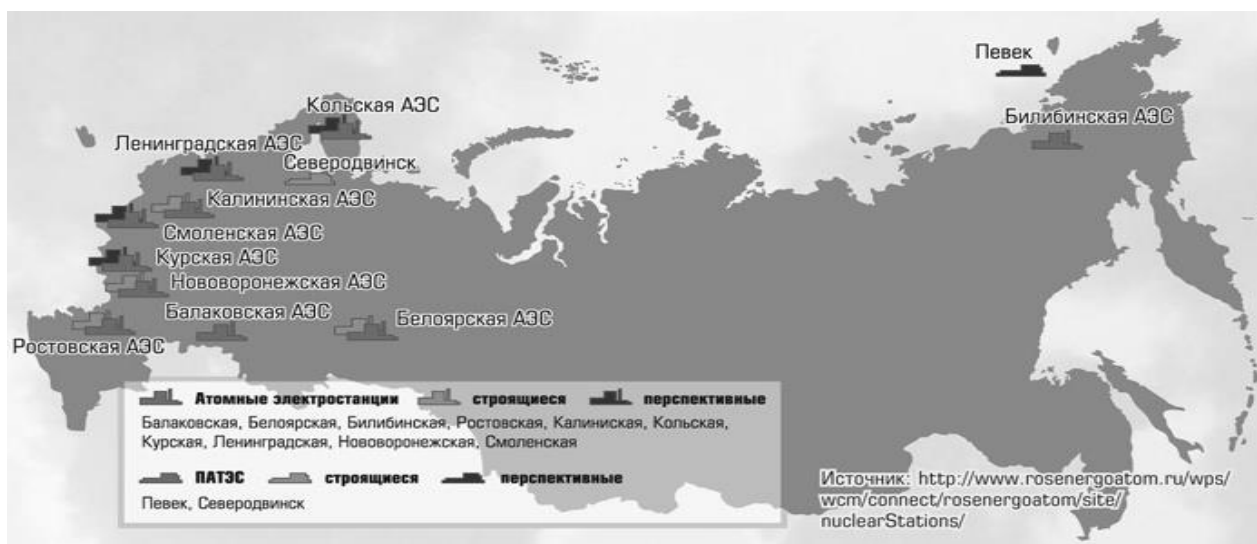 Певек
Кольская АЭС
Билибинская АЭС
Ленинградская АЭС
Северодвинск
Калининская АЭС
Смоленская АЭС
Курская АЭС
Нововоронежская АЭС
Балаковская АЭС
Белоярская АЭС
Ростовская АЭС
Атомные электростанции строящиеся перспективные
Балаковская, Белоярская, Билибинская, Ростовская, Калиниская, Кольская,
Курская, Ленинградская, Нововоронежская, Смоленская
ПАТЭС строящиеся перспективные
Певек, Северодвинск
Источник: http://www.rosenergoatom.ru/wps/
wcm/connect/rosenergoatom/site/
nuclearStations/